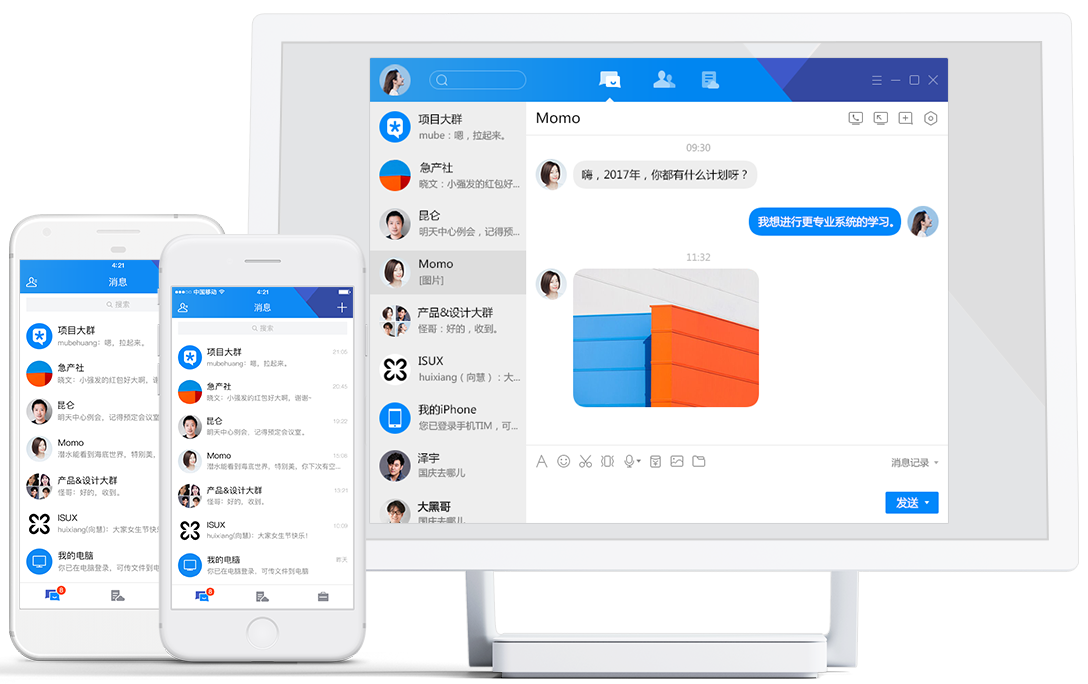 Momo
项目大群
mube：嗯，拉起来。
急产社
晓文：小强发的红包好...
昆仑
明天中心例会，记得预...
Momo
[图片]
产品&设计大群
怪哥：好的，收到。
ISUX
huixiang（向慧）: 大...
我的iPhone
您已登录手机TIM，可...
泽宇
国庆去哪儿
大黑哥
国庆去哪儿
09:30
嗨，2017年，你都有什么计划呀？
我想进行更专业系统的学习。
11:32
消息记录
发送
4:21
消息
搜索
项目大群
mubehuang：嗯，拉起来。
急产社
晓文：小强发的红包好大啊，谢
昆仑
明天中心例会，记得预定会议室
Momo
潜水能看到海底世界，特别美，
产品&设计大群
怪哥：好的，收到。
ISUX
huixiang(向慧)：大家女生节快
我的电脑
你已在电脑登录，可传文件到电
8
中国移动
4:21
消息
搜索
项目大群
21:05
mubehuang：嗯，拉起来。
急产社
20:45
晓文：小强发的红包好大啊，谢谢~
昆仑
明天中心例会，记得预定会议室。
Momo
潜水能看到海底世界，特别美，你下次有空...
产品&设计大群
怪哥：好的，收到。
ISUX
huixiang(向慧)：大家女生节快乐！
我的电脑
昨天
你已在电脑登录，可传文件到电脑
8